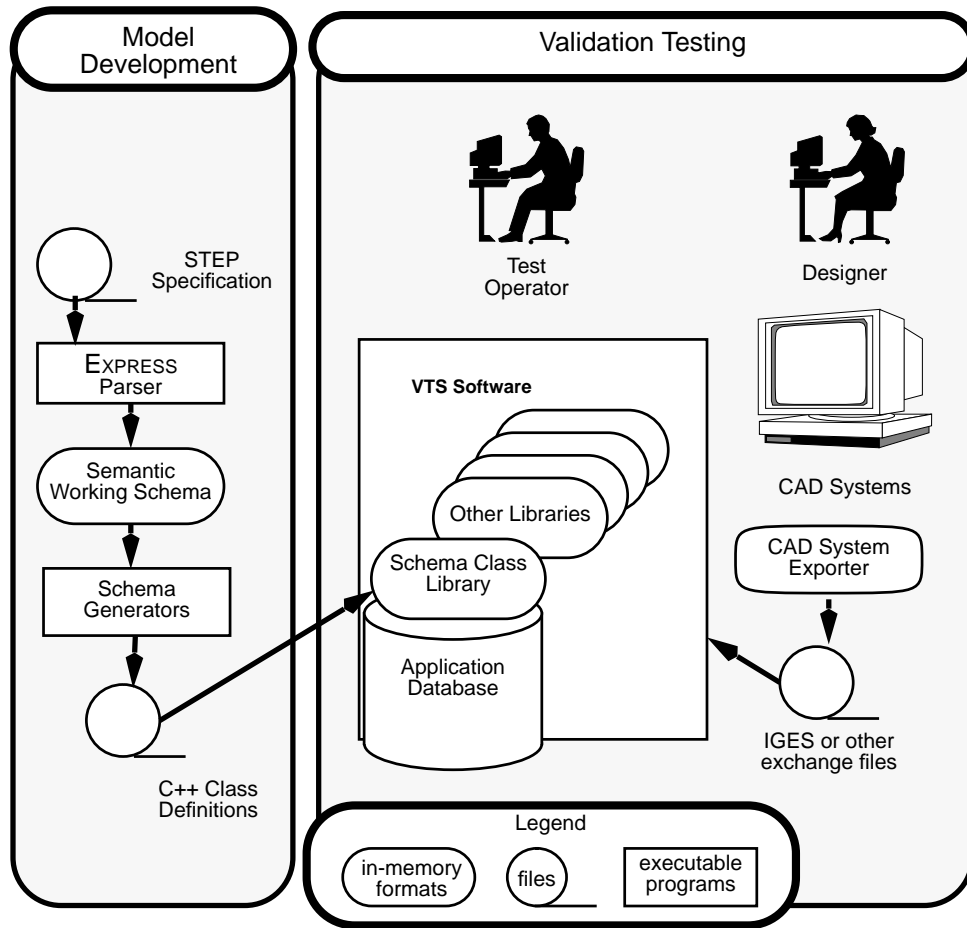 Model
Development
STEP
Specification
EXPRESS
Parser
Semantic
Working Schema
Schema
Generators
C++ Class
Definitions
Validation Testing
Test
Operator
Designer
VTS Software
Other Libraries
Schema Class
Library
Application
Database
CAD Systems
CAD System
Exporter
IGES or other
exchange files
Legend
in-memory
formats
files
executable
programs